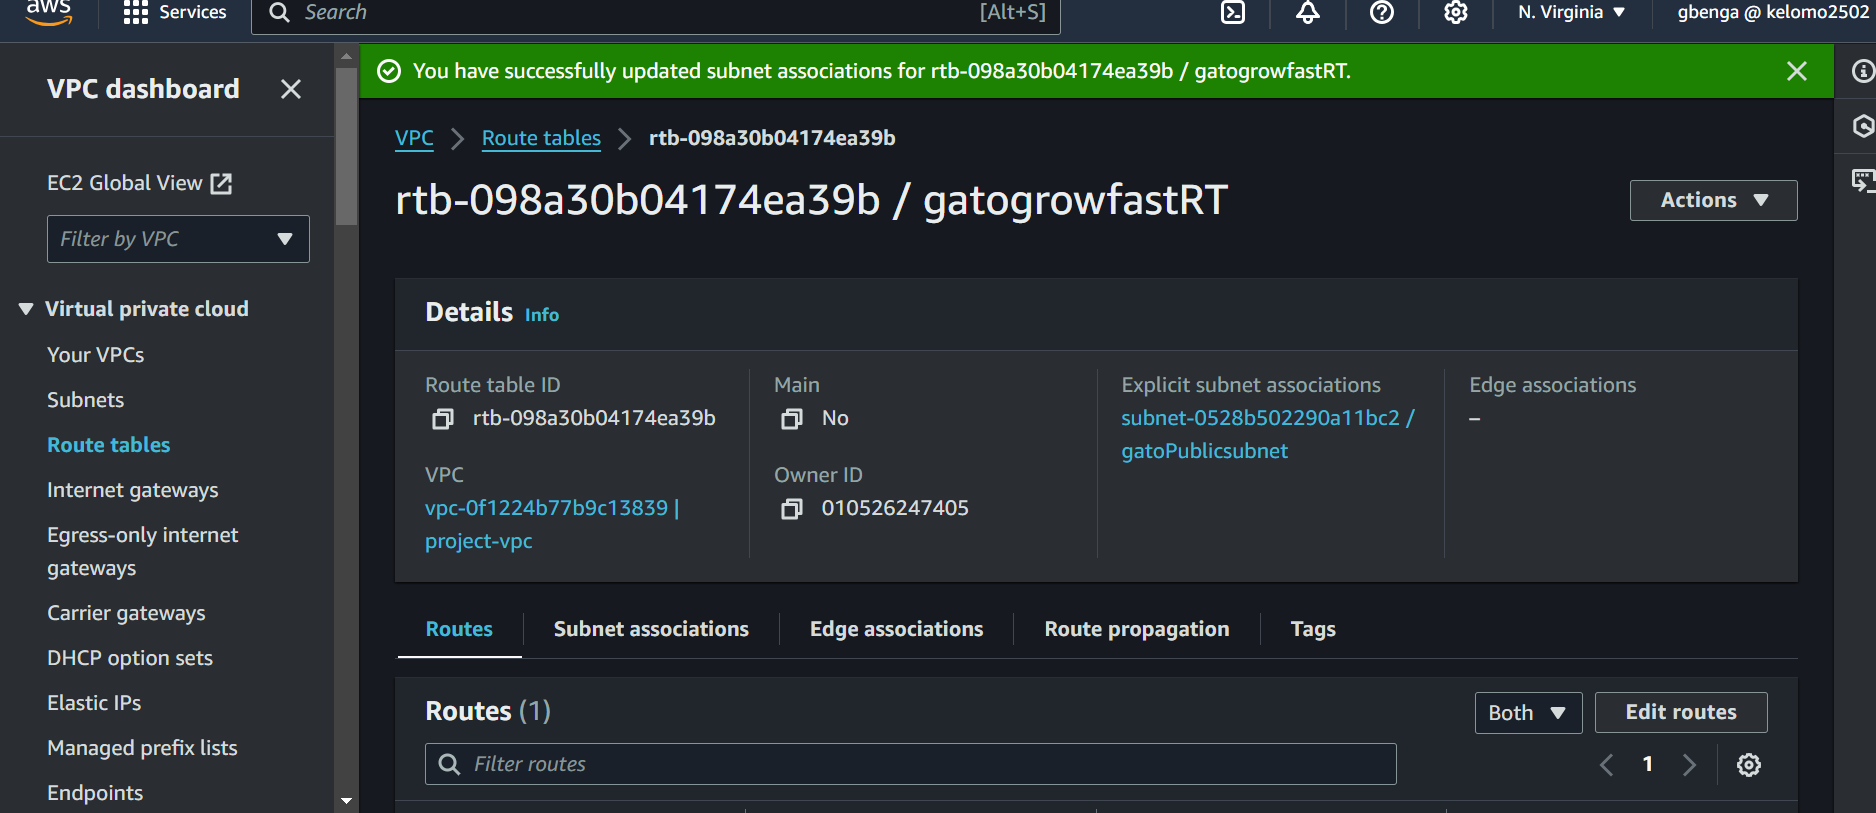 aws
Services
Search [Alt+S]
N. Virginia
gbenga @ kelomo2502
VPC dashboard
EC2 Global View
Filter by VPC
Virtual private cloud
Your VPCs
Subnets
Route tables
Internet gateways
Egress-only internet
gateways
Carrier gateways
DHCP option sets
Elastic IPs
Managed prefix lists
Endpoints
You have successfully updated subnet associations for rtb-098a30b04174ea39b / gatogrowfastRT.
VPC > Route tables > rtb-098a30b04174ea39b
rtb-098a30b04174ea39b / gatogrowfastRT
Actions
Details Info
Route table ID
rtb-098a30b04174ea39b
Main
No
Explicit subnet associations
subnet-0528b502290a11bc2 /
gatoPublicsubnet
Edge associations
–
VPC
vpc-0f1224b77b9c13839 |
project-vpc
Owner ID
010526247405
Routes
Subnet associations
Edge associations
Route propagation
Tags
Routes (1)
Both
Edit routes
Filter routes
1